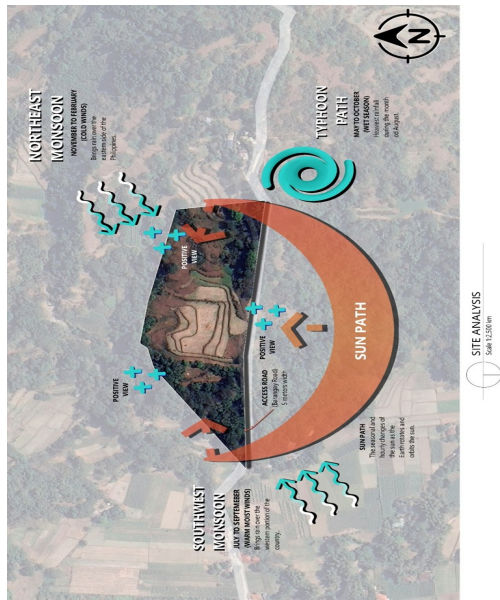 NORTHEAST
MONSOON
NOVEMBER TO FEBRUARY
(COLD WINDS)
Brings rain over the
eastern side of the
Philippines.
TYPHOON
PATH
MAY TO OCTOBER
(WET SEASON)
Heaviest rainfall
during the month
od August.
N
POSITIVE
VIEW
POSITIVE
VIEW
POSITIVE
VIEW
ACCESS ROAD
(Barangay Road)
5 meters width
SUN PATH
SOUTHWEST
MONSOON
JULY TO SEPTEMEBER
(WARM MOIST WINDS)
Brings rain over the
western portion of the
country.
SUN PATH
The seasonal and
hourly changes of
the sun as the
Earth rotates and
orbits the sun.
SITE ANALYSIS